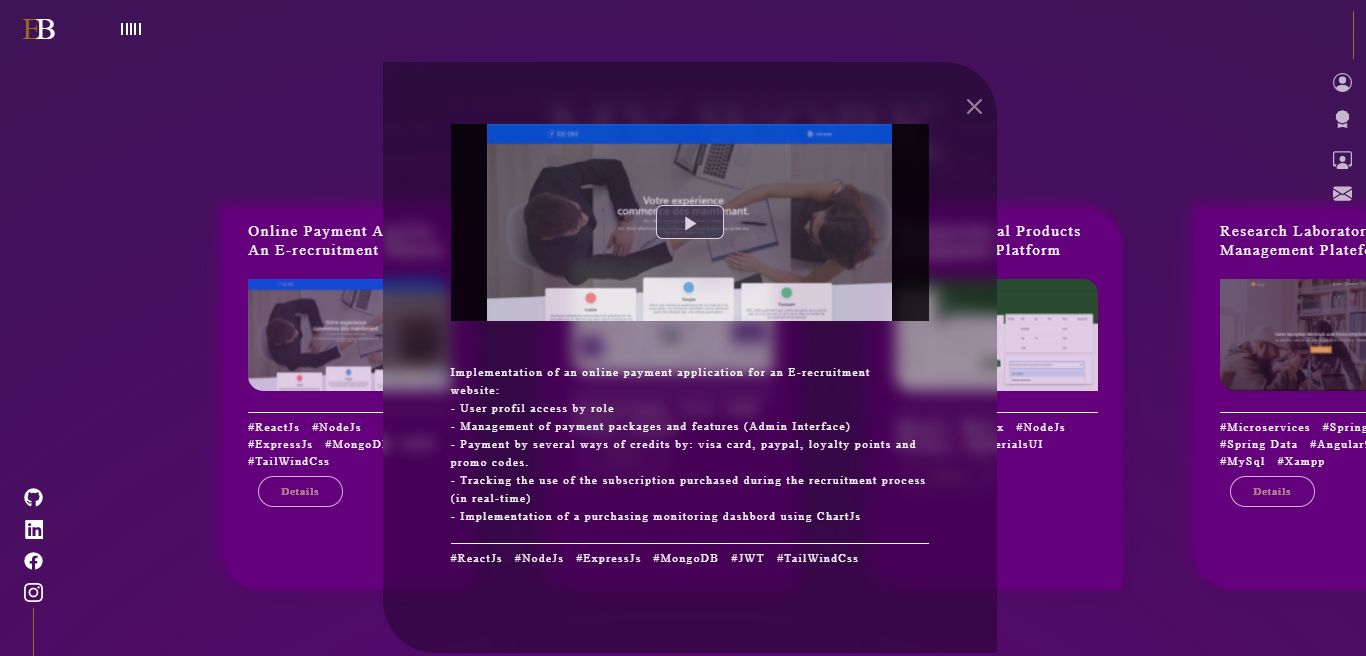 EB
Online Payment A
An E-recruitment
#ReactJs #NodeJs
#ExpressJs #MongoD
#TailWindCss
Details
Votre expérience
commence dès maintenant.
Simple
Implementation of an online payment application for an E-recruitment
website:
- User profil access by role
- Management of payment packages and features (Admin Interface)
- Payment by several ways of credits by: visa card, paypal, loyalty points and
promo codes.
- Tracking the use of the subscription purchased during the recruitment process
(in real-time)
- Implementation of a purchasing monitoring dashbord using ChartJs
#ReactJs #NodeJs #ExpressJs #MongoDB #JWT #TailWindCss
al Products
Platform
x #NodeJs
erialsUI
Research Laborator
Management Platef
#Microservices #Spring
#Spring Data #Angular
#MySql #Xampp
Details